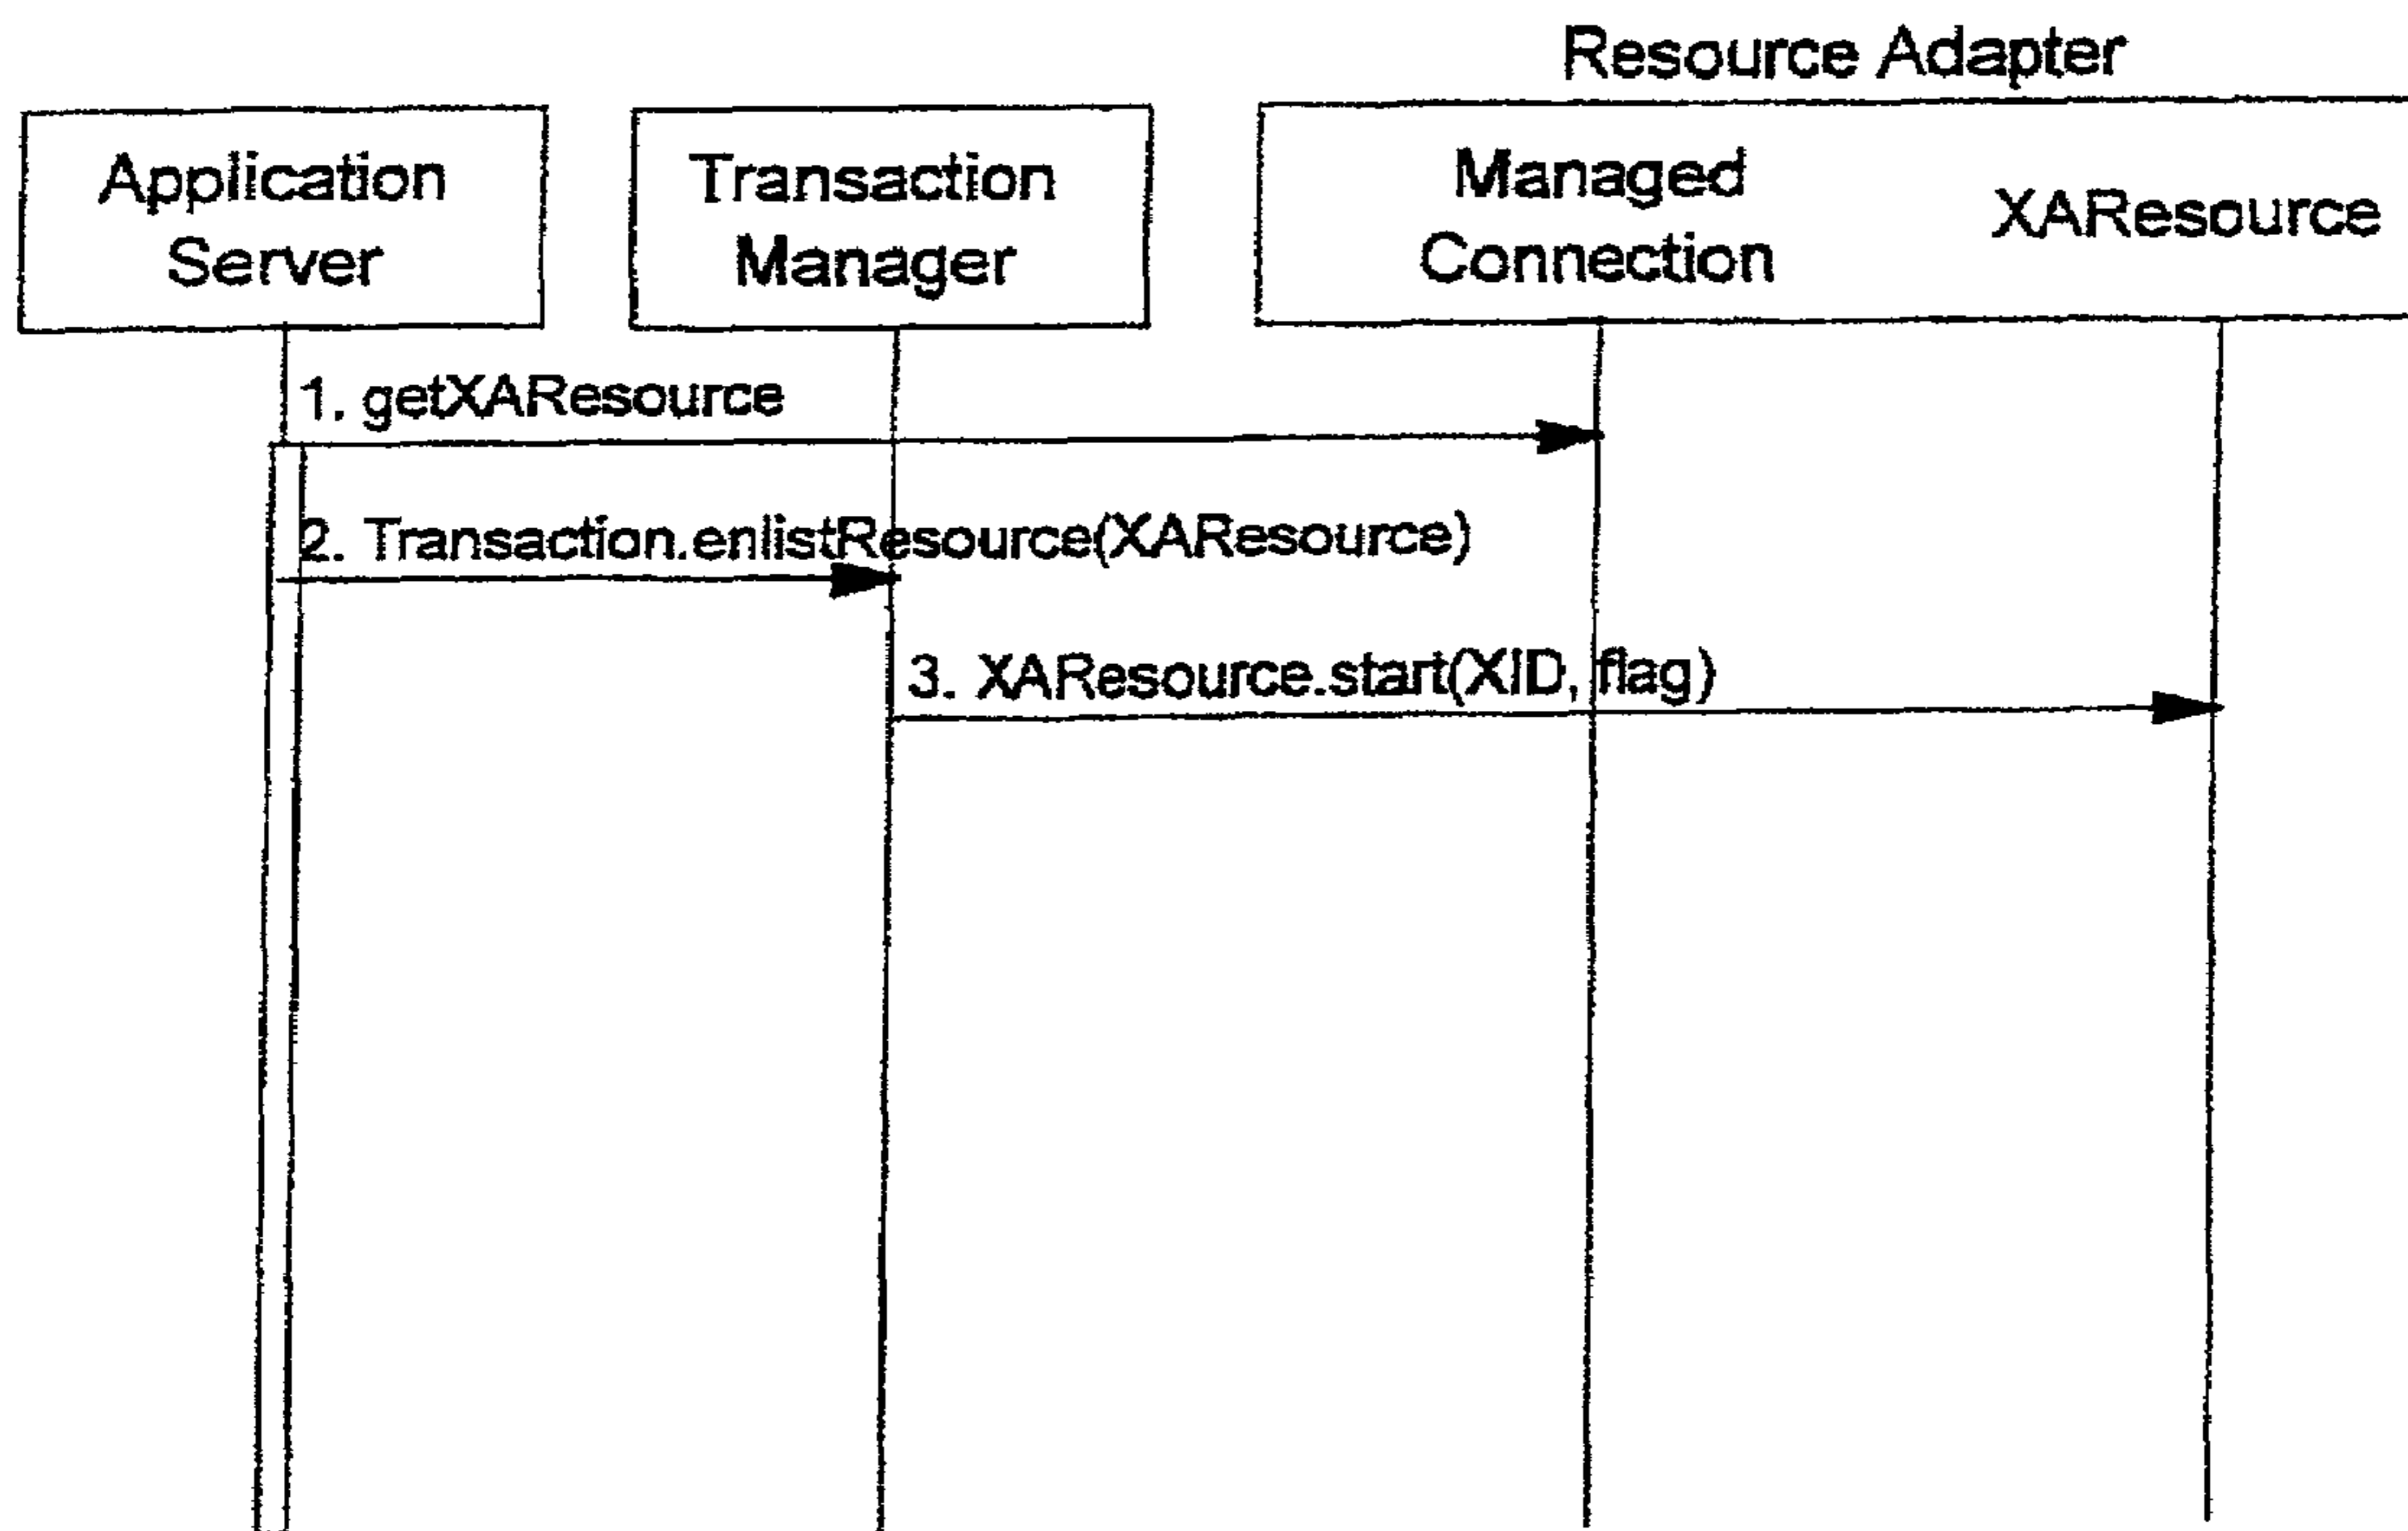 Resource Adapter
Application
Server
Transaction
Manager
Managed
Connection
XAResource
1. getXAResource
2. Transaction.enlistResource(XAResource)
3. XAResource.start(XID, flag)